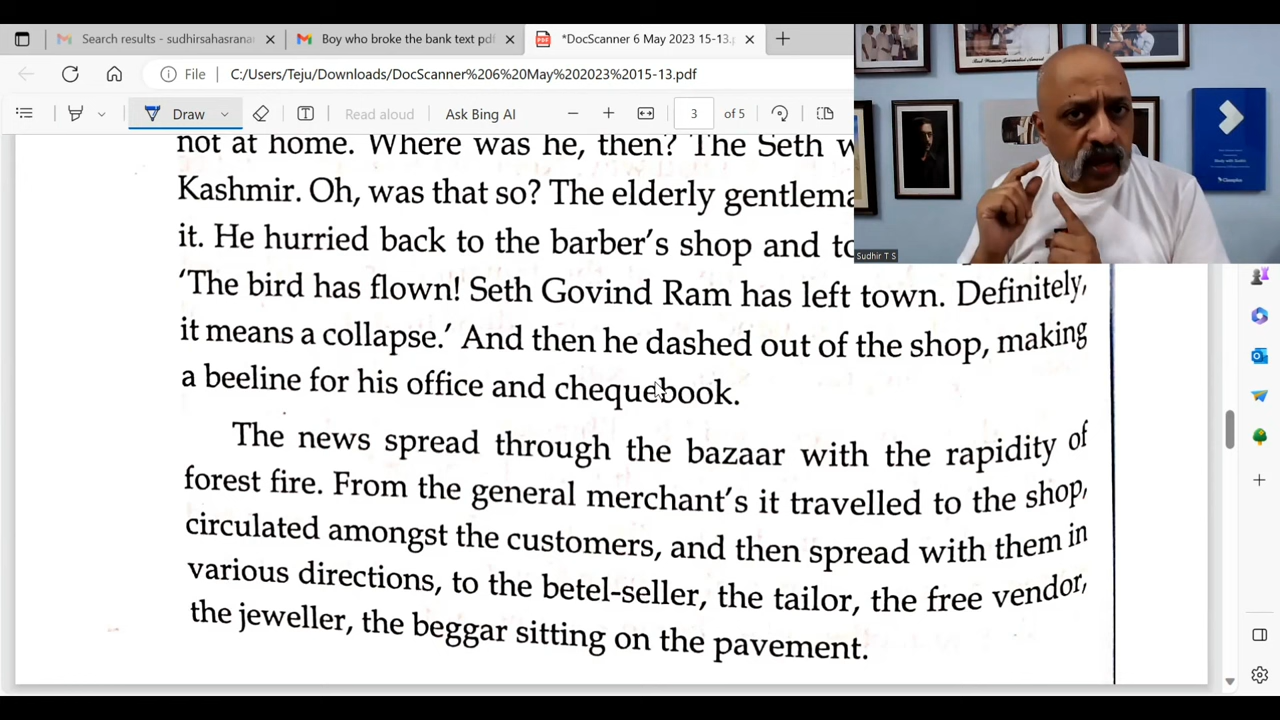 Search results - sudhirsahasrana
Boy who broke the bank text pdf
*DocScanner 6 May 2023 15-13.p
File
C:/Users/Teju/Downloads/DocScanner%206%20May%202023%2015-13.pdf
Draw
Read aloud
Ask Bing AI
3
of 5
not at home. Where was he, then? The Seth w
Kashmir. Oh, was that so? The elderly gentlema
it. He hurried back to the barber's shop and to
'The bird has flown! Seth Govind Ram has left town. Definitely,
it means a collapse.' And then he dashed out of the shop, making
a beeline for his office and chequebook.
The news spread through the bazaar with the rapidity of
forest fire. From the general merchant's it travelled to the shop,
circulated amongst the customers, and then spread with them in
various directions, to the betel-seller, the tailor, the free vendor,
the jeweller, the beggar sitting on the pavement.
Sudhir T S